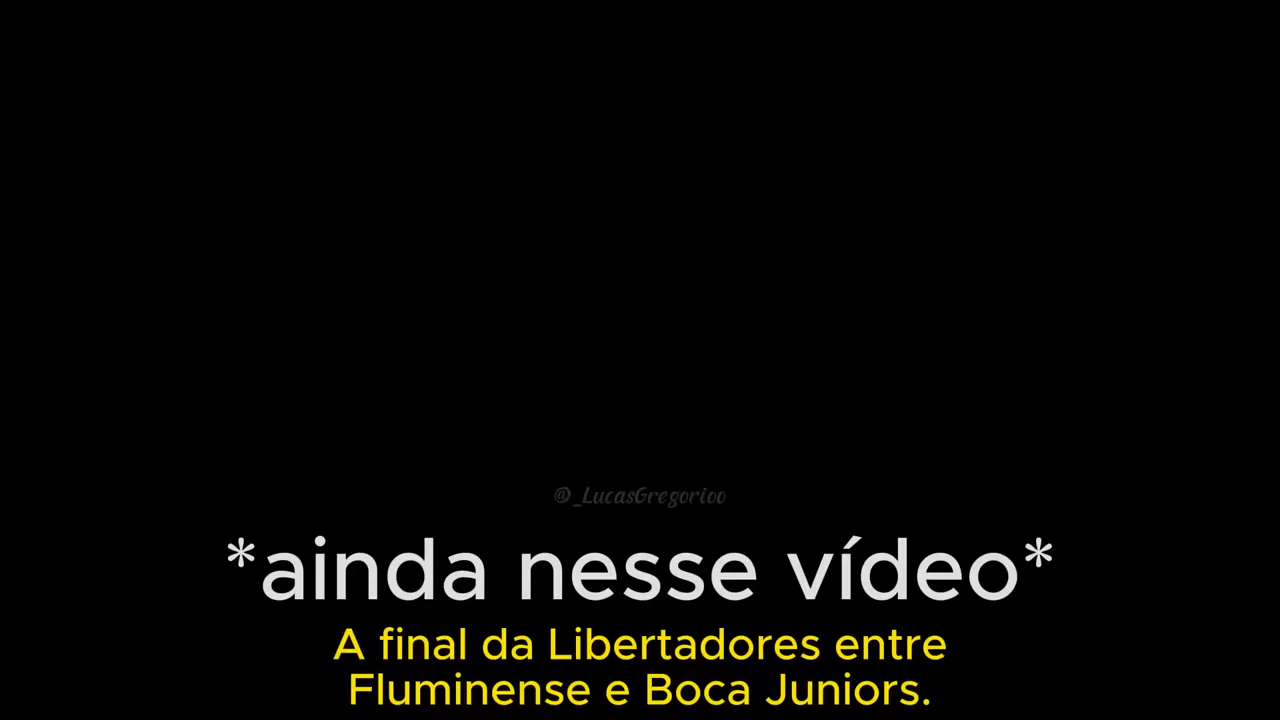 @_LucasGregorioo
*ainda nesse vídeo*
A final da Libertadores entre
Fluminense e Boca Juniors.